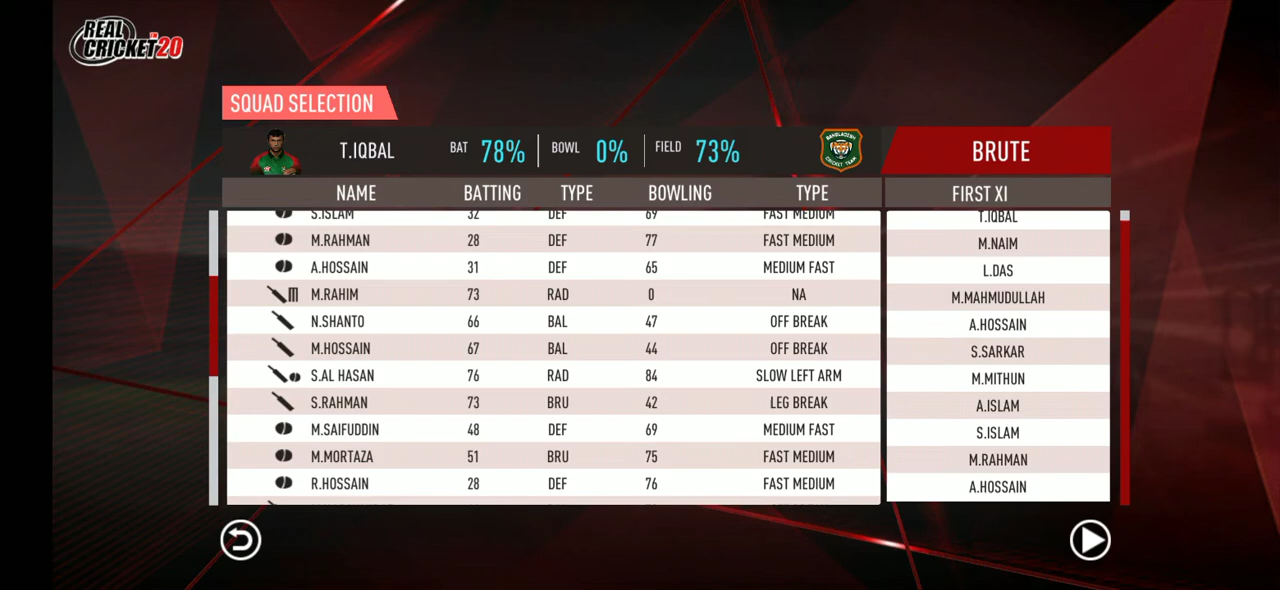 REAL
CRICKET™20
SQUAD SELECTION
T.IQBAL BAT 78% BOWL 0% FIELD 73% BANGLADESH CRICKET TEAM BRUTE
NAME BATTING TYPE BOWLING TYPE FIRST XI
S.ISLAM 32 DEF 69 FAST MEDIUM T.IQBAL
M.RAHMAN 28 DEF 77 FAST MEDIUM M.NAIM
A.HOSSAIN 31 DEF 65 MEDIUM FAST L.DAS
M.RAHIM 73 RAD 0 NA M.MAHMUDULLAH
N.SHANTO 66 BAL 47 OFF BREAK A.HOSSAIN
M.HOSSAIN 67 BAL 44 OFF BREAK S.SARKAR
S.AL HASAN 76 RAD 84 SLOW LEFT ARM M.MITHUN
S.RAHMAN 73 BRU 42 LEG BREAK A.ISLAM
M.SAIFUDDIN 48 DEF 69 MEDIUM FAST S.ISLAM
M.MORTAZA 51 BRU 75 FAST MEDIUM M.RAHMAN
R.HOSSAIN 28 DEF 76 FAST MEDIUM A.HOSSAIN